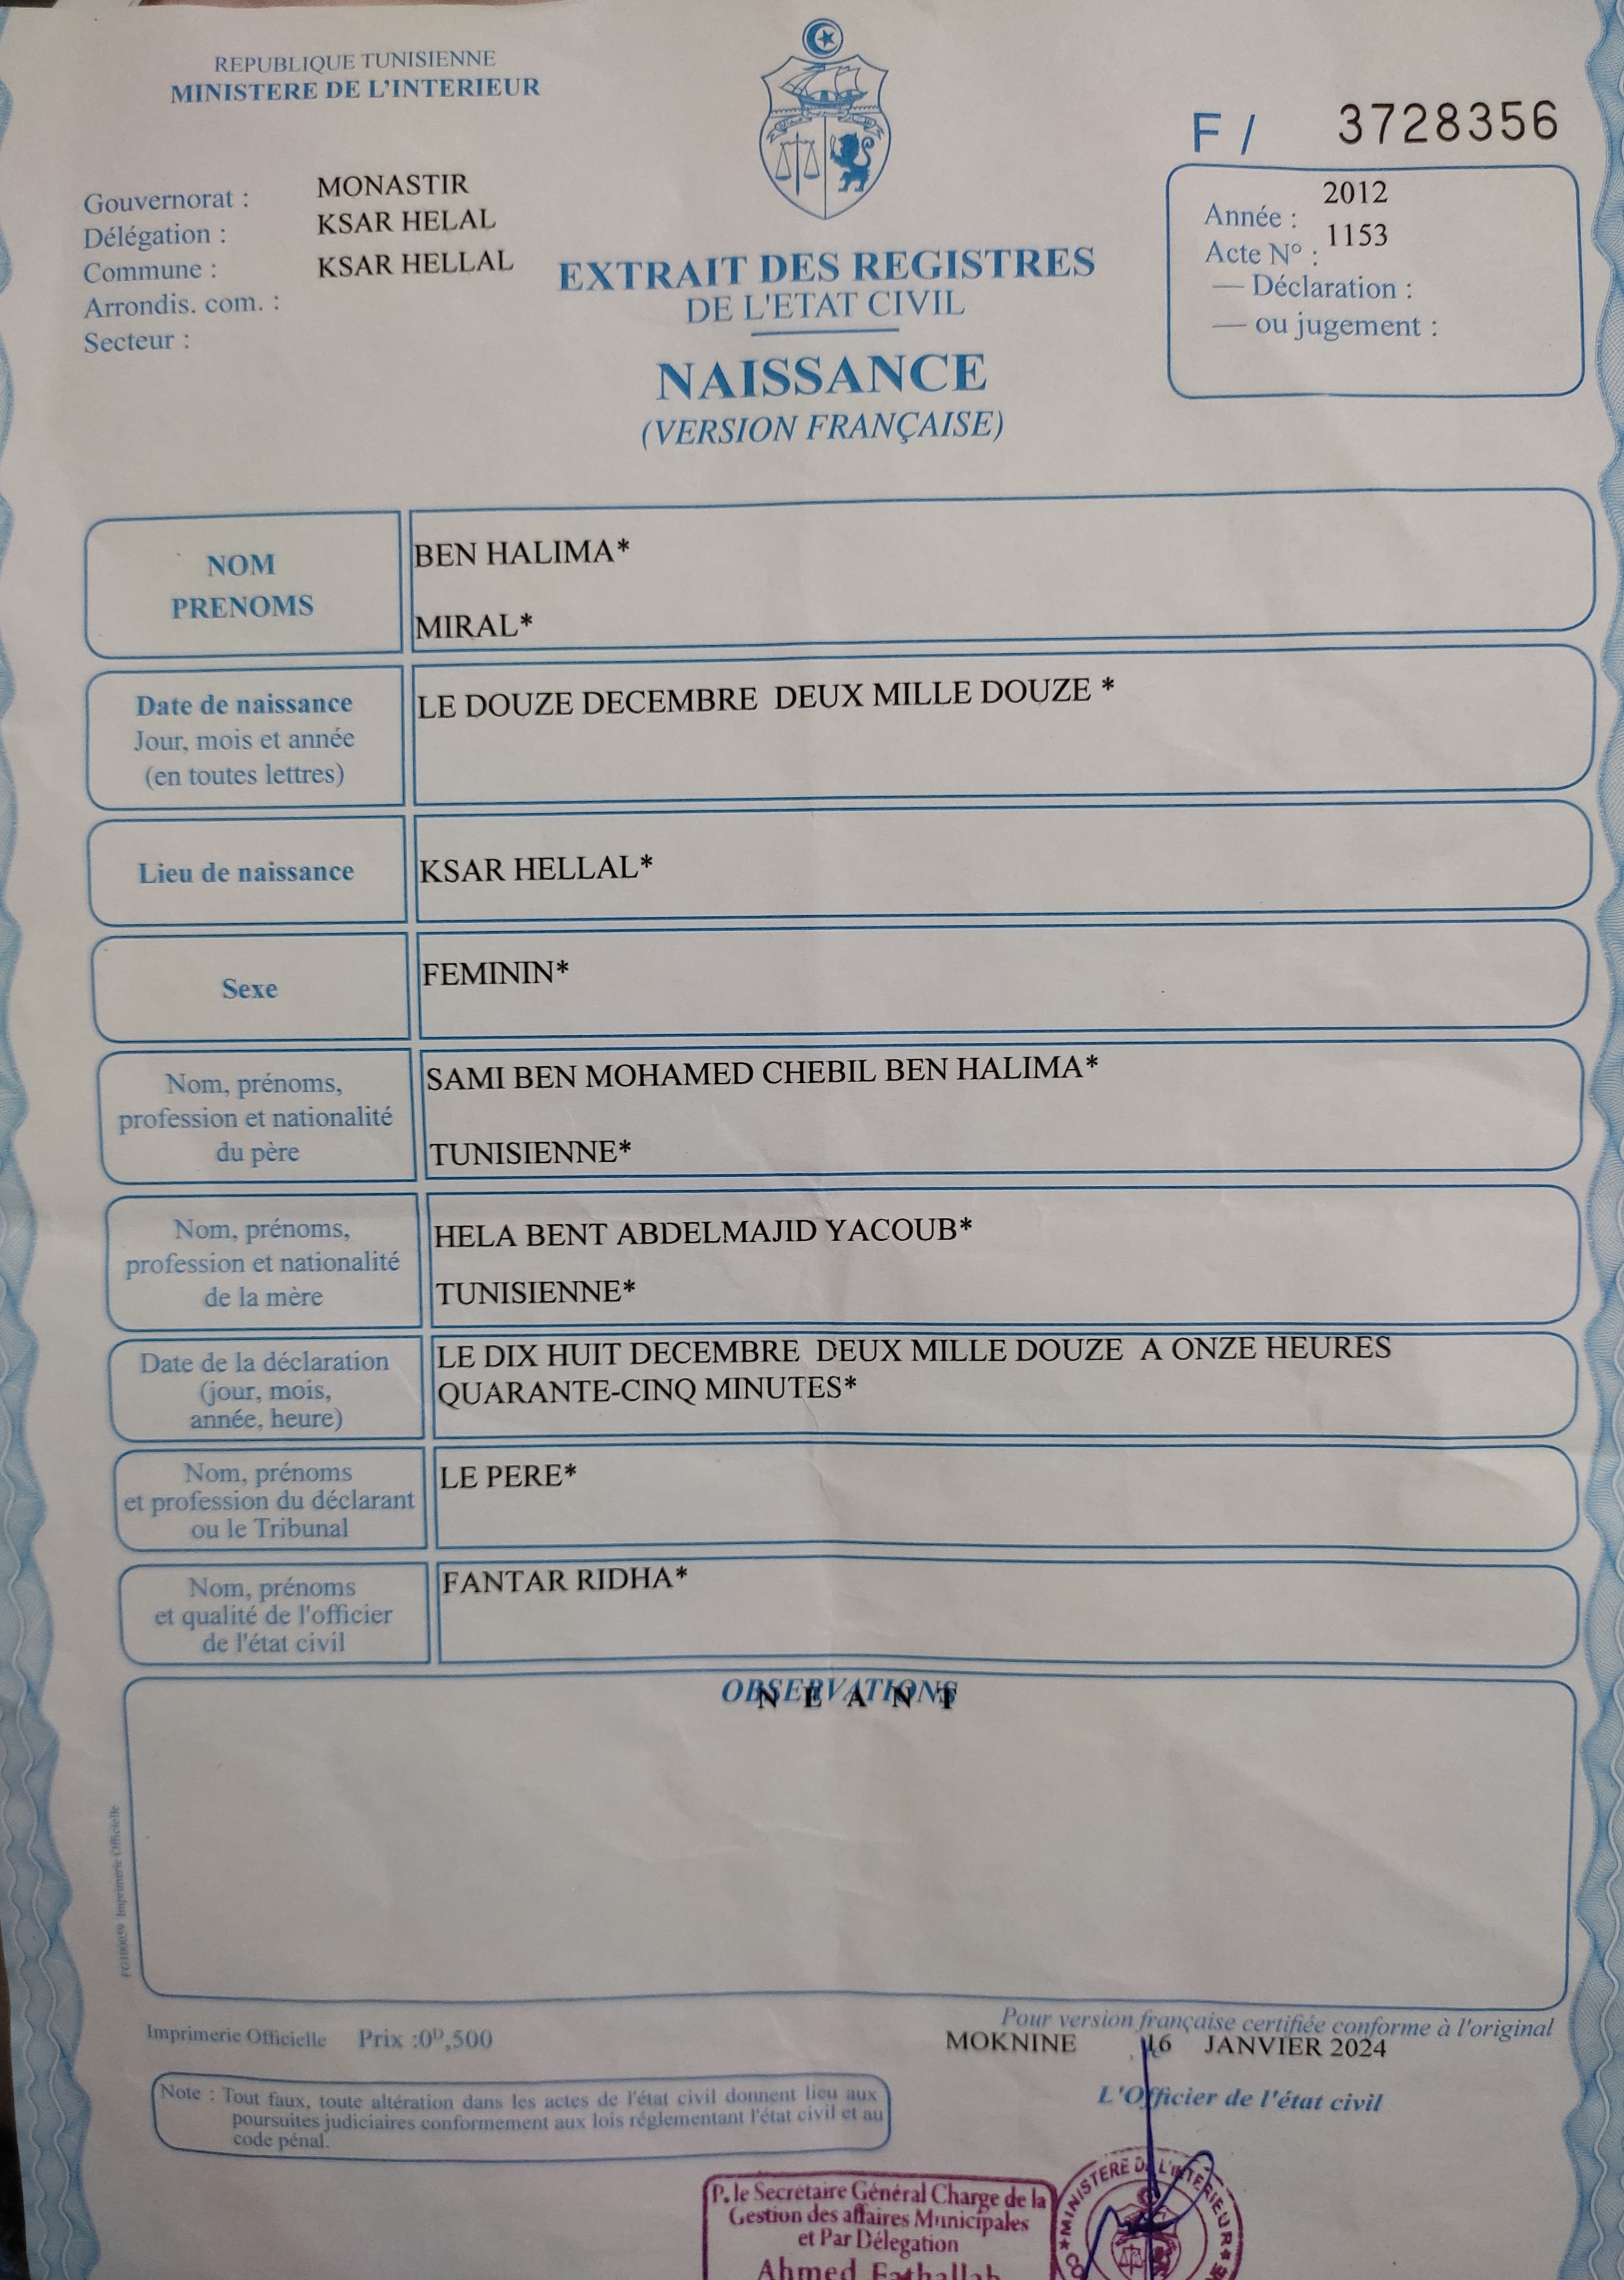 REPUBLIQUE TUNISIENNE
MINISTERE DE L'INTERIEUR
F / 3728356
Gouvernorat : MONASTIR
Délégation : KSAR HELAL
Commune : KSAR HELLAL
Arrondis. com. :
Secteur :
Année : 2012
Acte N° : 1153
— Déclaration :
— ou jugement :
EXTRAIT DES REGISTRES
DE L'ETAT CIVIL
NAISSANCE
(VERSION FRANÇAISE)
NOM
PRENOMS
BEN HALIMA*
MIRAL*
Date de naissance
Jour, mois et année
(en toutes lettres)
LE DOUZE DECEMBRE DEUX MILLE DOUZE *
Lieu de naissance
KSAR HELLAL*
Sexe
FEMININ*
Nom, prénoms,
profession et nationalité
du père
SAMI BEN MOHAMED CHEBIL BEN HALIMA*
TUNISIENNE*
Nom, prénoms,
profession et nationalité
de la mère
HELA BENT ABDELMAJID YACOUB*
TUNISIENNE*
Date de la déclaration
(jour, mois,
année, heure)
LE DIX HUIT DECEMBRE DEUX MILLE DOUZE A ONZE HEURES
QUARANTE-CINQ MINUTES*
Nom, prénoms
et profession du déclarant
ou le Tribunal
LE PERE*
Nom, prénoms
et qualité de l'officier
de l'état civil
FANTAR RIDHA*
OBSERVATIONS
N E A N T
Imprimerie Officielle
Imprimerie Officielle Prix :0ᴰ,500
Pour version française certifiée conforme à l'original
MOKNINE 16 JANVIER 2024
L'Officier de l'état civil
Note : Tout faux, toute altération dans les actes de l'état civil donnent lieu aux
poursuites judiciaires conformement aux lois réglementant l'état civil et au
code pénal.
P. le Secrétaire Général Charge de la
Gestion des affaires Municipales
et Par Délégation
Ahmed Fathallah
MINISTERE DE L'INTERIEUR